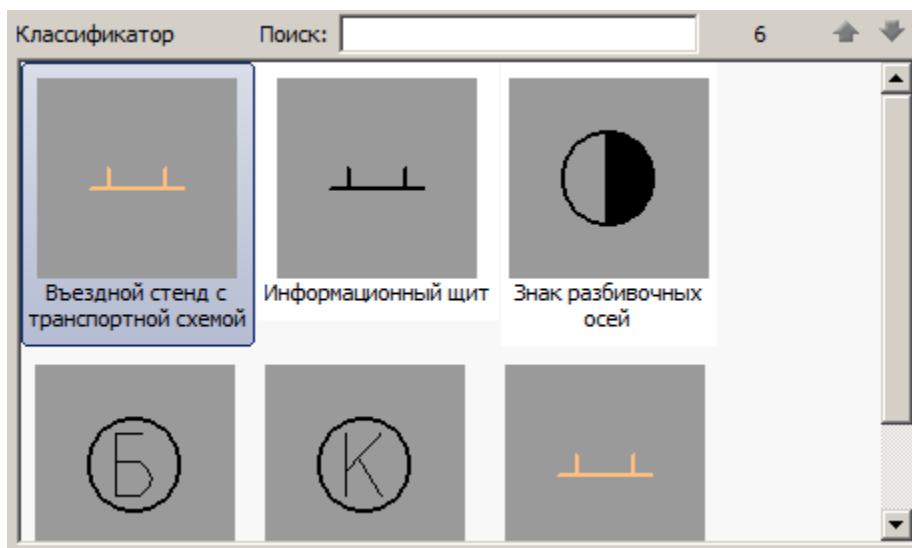 Классификатор Поиск: 6
Въездной стенд с
транспортной схемой
Информационный щит
Знак разбивочных
осей
Б К